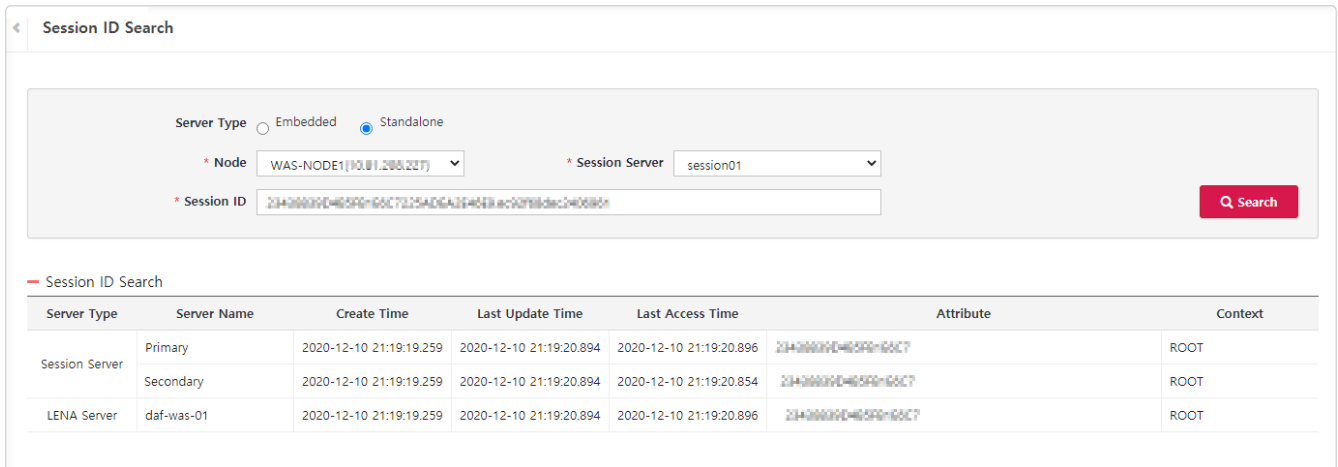 Session ID Search
Server Type Embedded Standalone
* Node WAS-NODE1 * Session Server session01
* Session ID
Search
Session ID Search
Server Type Server Name Create Time Last Update Time Last Access Time Attribute Context
Session Server Primary 2020-12-10 21:19:19.259 2020-12-10 21:19:20.894 2020-12-10 21:19:20.896 ROOT
Secondary 2020-12-10 21:19:19.259 2020-12-10 21:19:20.894 2020-12-10 21:19:20.854 ROOT
LENA Server daf-was-01 2020-12-10 21:19:19.259 2020-12-10 21:19:20.894 2020-12-10 21:19:20.896 ROOT